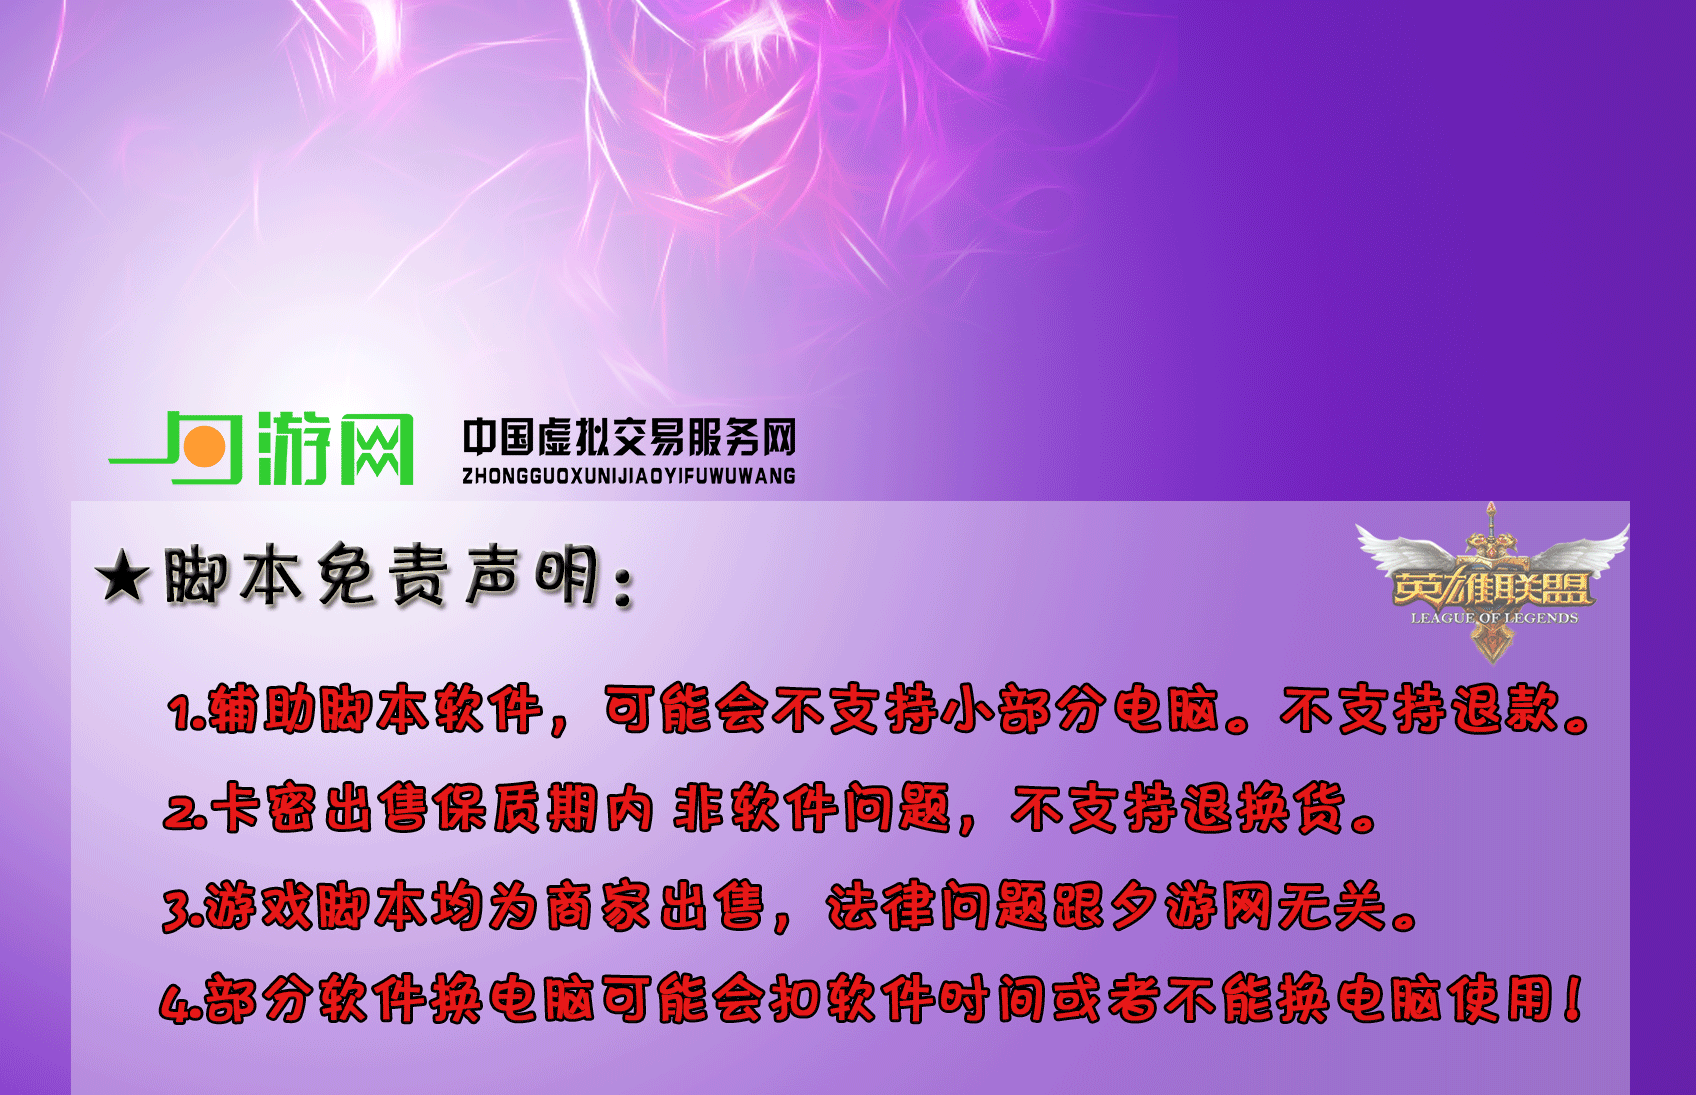 夕游网
中国虚拟交易服务网
ZHONGGUOXUNIJIAOYIFUWUWANG
★脚本免责声明：
英雄联盟
LEAGUE OF LEGENDS
1.辅助脚本软件，可能会不支持小部分电脑。不支持退款。
2.卡密出售保质期内 非软件问题，不支持退换货。
3.游戏脚本均为商家出售，法律问题跟夕游网无关。
4.部分软件换电脑可能会扣软件时间或者不能换电脑使用！